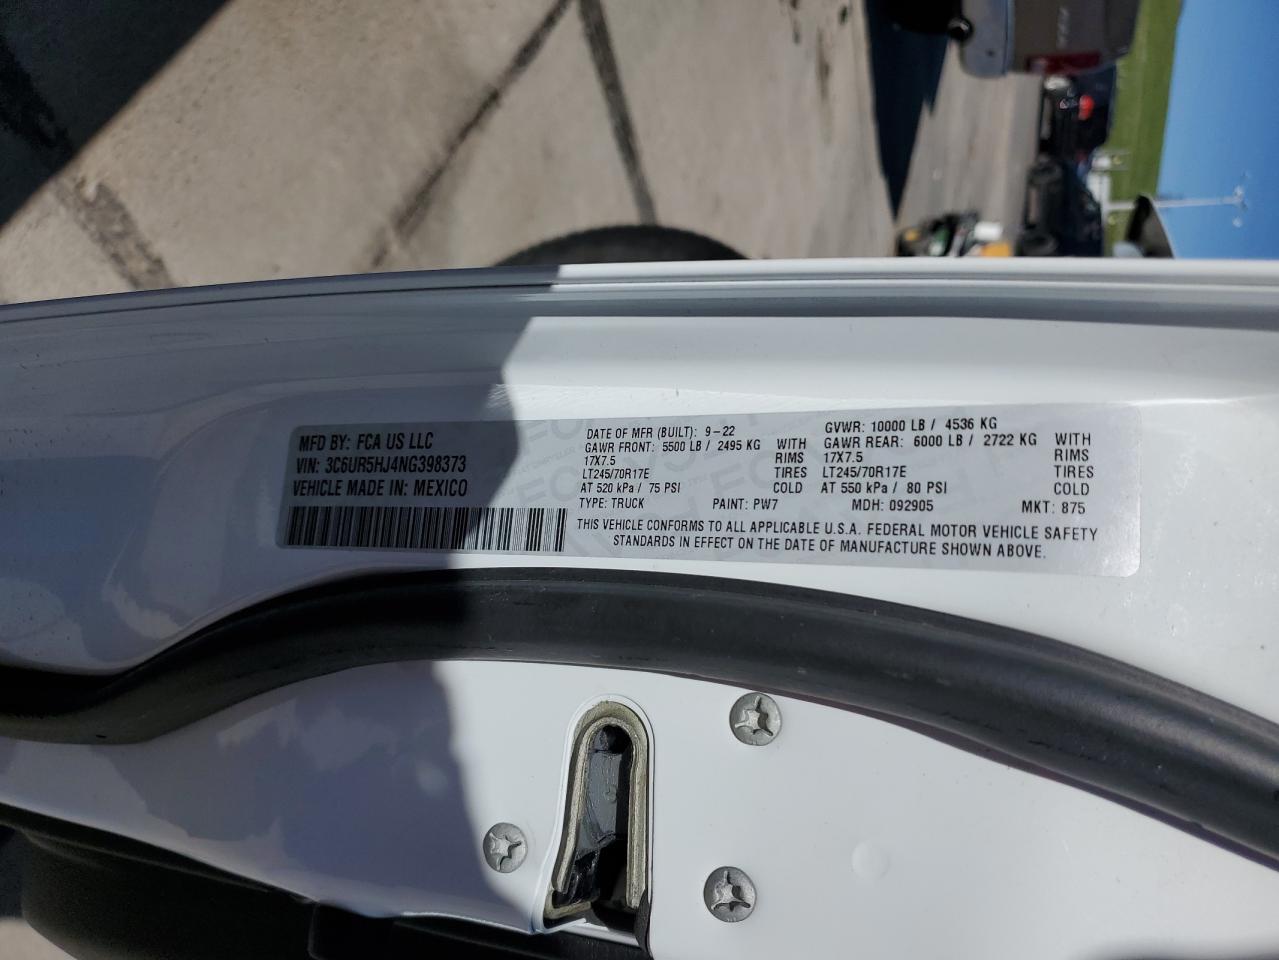 MFD BY: FCA US LLC
VIN: 3C6UR5HJ4NG398373
VEHICLE MADE IN: MEXICO
DATE OF MFR (BUILT): 9-22 GVWR: 10000 LB / 4536 KG
GAWR FRONT: 5500 LB / 2495 KG WITH GAWR REAR: 6000 LB / 2722 KG WITH
17X7.5 RIMS 17X7.5 RIMS
LT245/70R17E TIRES LT245/70R17E TIRES
AT 520 kPa / 75 PSI COLD AT 550 kPa / 80 PSI COLD
TYPE: TRUCK PAINT: PW7 MDH: 092905 MKT: 875
THIS VEHICLE CONFORMS TO ALL APPLICABLE U.S.A. FEDERAL MOTOR VEHICLE SAFETY
STANDARDS IN EFFECT ON THE DATE OF MANUFACTURE SHOWN ABOVE.